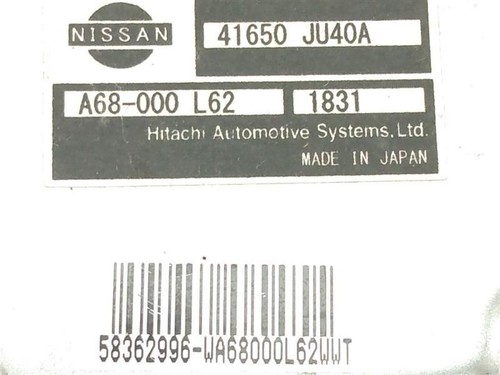 NISSAN
41650 JU40A
A68-000 L62
1831
Hitachi Automotive Systems,Ltd.
MADE IN JAPAN
58362996-WA68000L62WWT